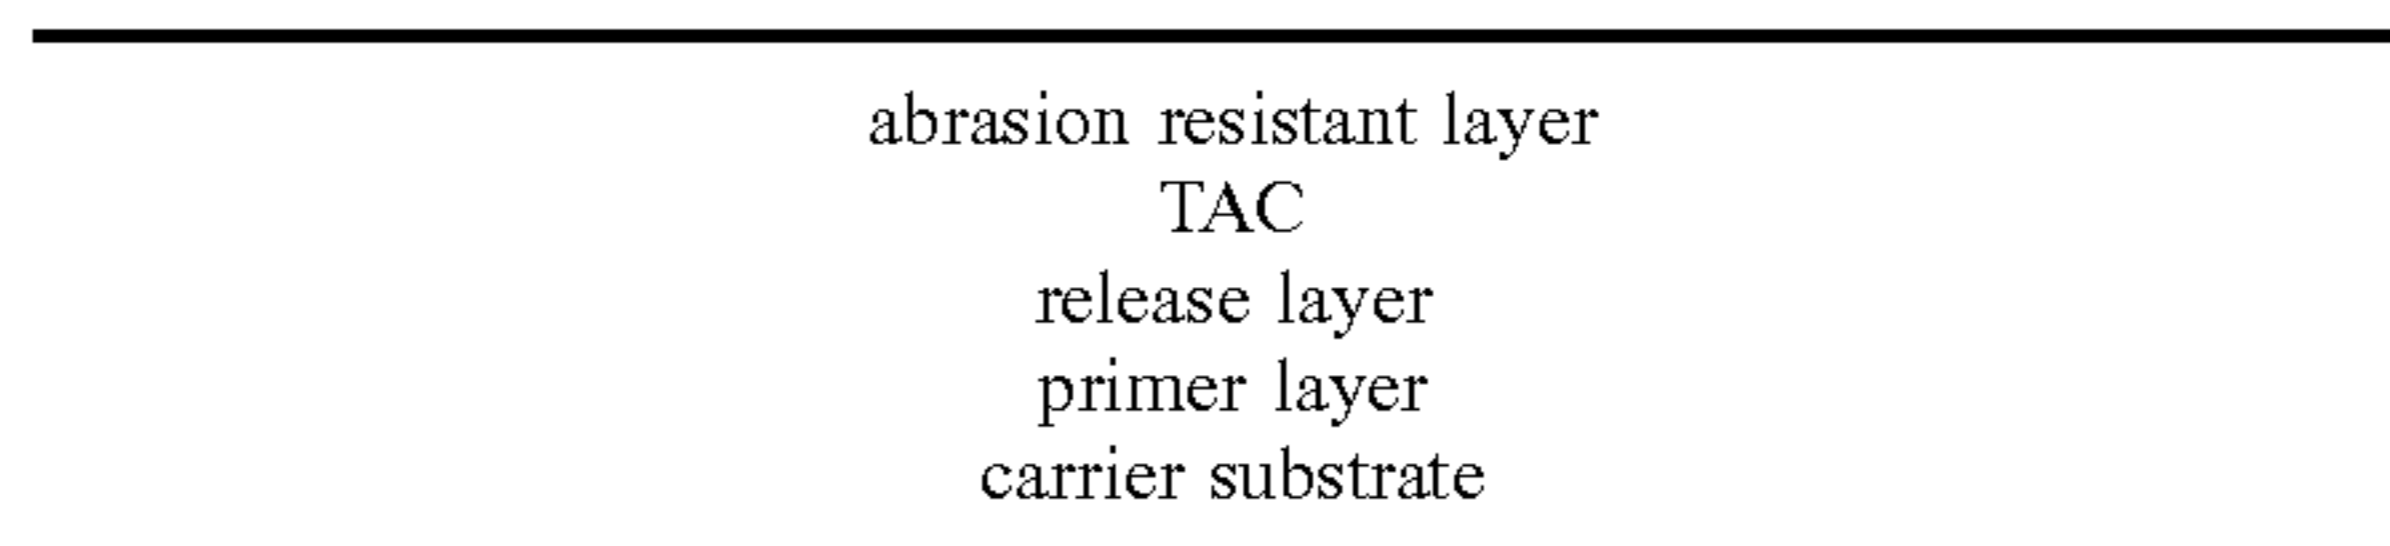 abrasion resistant layer
TAC
release layer
primer layer
carrier substrate